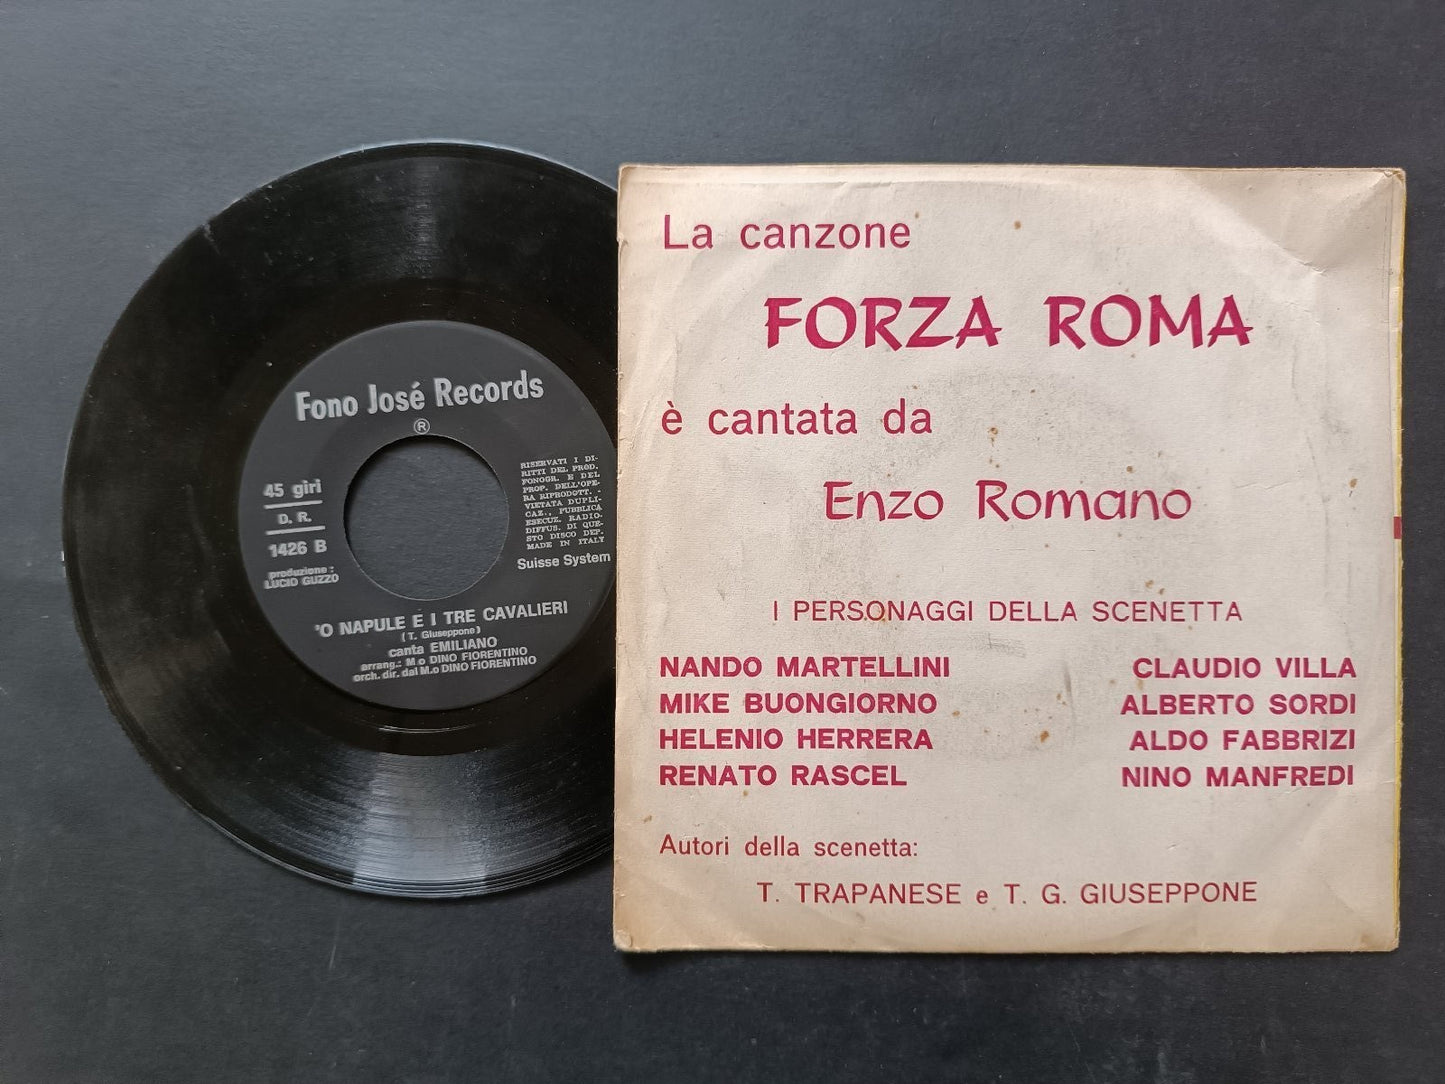 Fono José Records
®
45 giri
D. R.
1426 B
produzione :
LUCIO GUZZO
RISERVATI I DI-
RITTI DEL PROD.
FONOGR. E DEL
PROP. DELL'OPE-
RA RIPRODOTT. -
VIETATA DUPLI-
CAZ., PUBBLICA
ESECUZ. RADIO.
DIFFUS. DI QUE-
STO DISCO DEP.
MADE IN ITALY
Suisse System
'O NAPULE E I TRE CAVALIERI
( T. Giuseppone )
canta EMILIANO
arrang.: M.o DINO FIORENTINO
orch. dir. dal M.o DINO FIORENTINO
La canzone
FORZA ROMA
è cantata da
Enzo Romano
I PERSONAGGI DELLA SCENETTA
NANDO MARTELLINI CLAUDIO VILLA
MIKE BUONGIORNO ALBERTO SORDI
HELENIO HERRERA ALDO FABBRIZI
RENATO RASCEL NINO MANFREDI
Autori della scenetta:
T. TRAPANESE e T. G. GIUSEPPONE